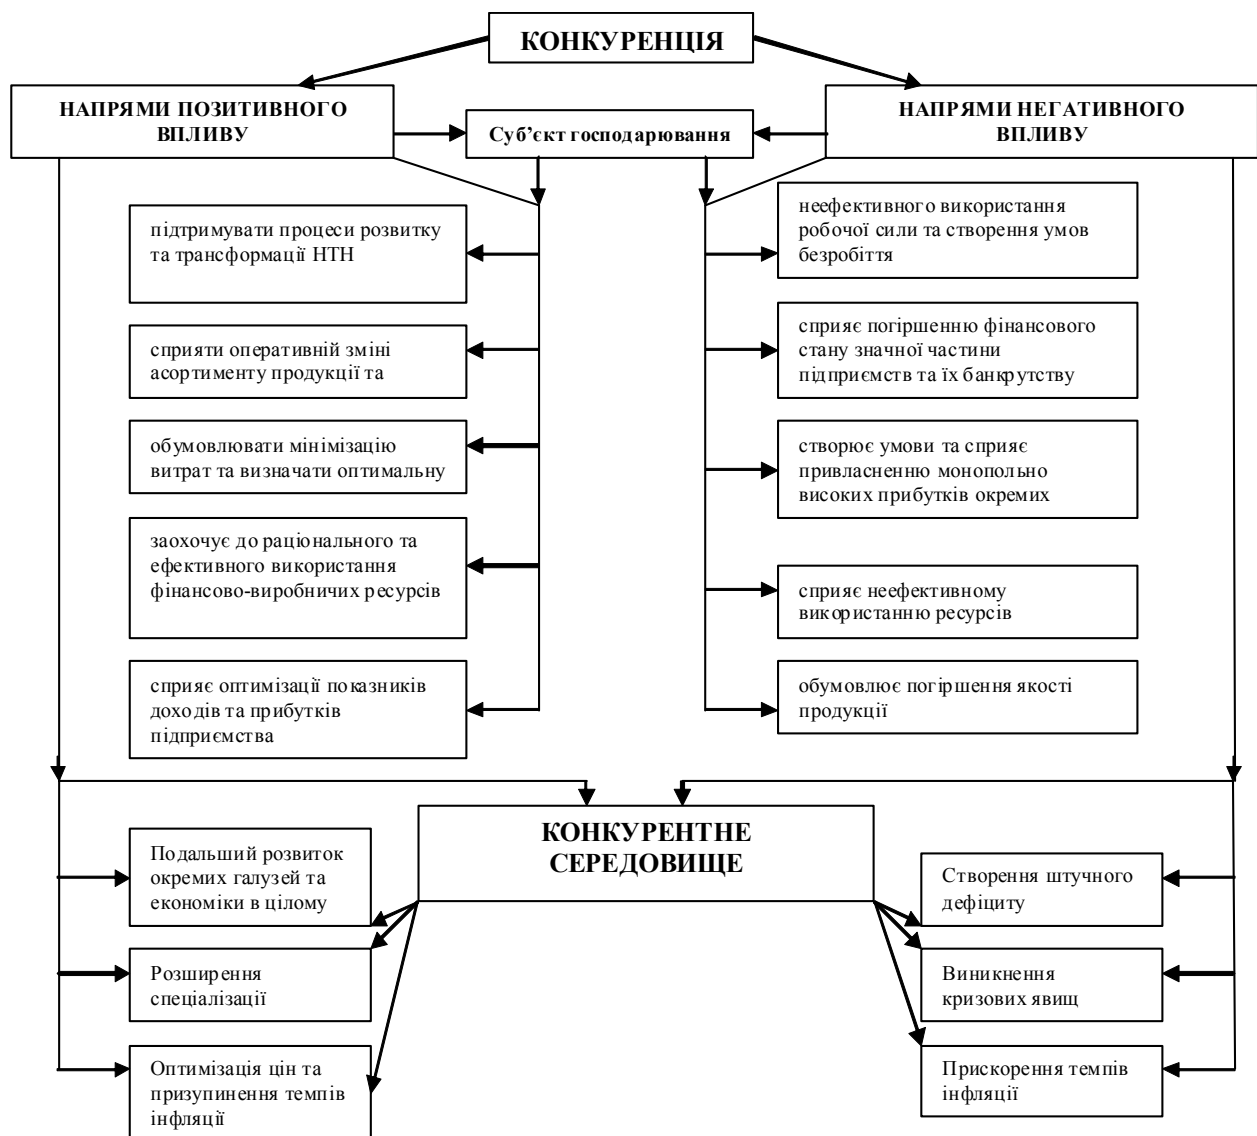 КОНКУРЕНЦІЯ
НАПРЯМИ ПОЗИТИВНОГО
ВПЛИВУ
Суб’єкт господарювання
НАПРЯМИ НЕГАТИВНОГО
ВПЛИВУ
підтримувати процеси розвитку
та трансформації НТН
сприяти оперативній зміні
асортименту продукції та
обумовлювати мінімізацію
витрат та визначати оптимальну
заохочує до раціонального та
ефективного використання
фінансово-виробничих ресурсів
сприяє оптимізації показників
доходів та прибутків
підприємства
неефективного використання
робочої сили та створення умов
безробіття
сприяє погіршенню фінансового
стану значної частини
підприємств та їх банкрутству
створює умови та сприяє
привласненню монопольно
високих прибутків окремих
сприяє неефективному
використанню ресурсів
обумовлює погіршення якості
продукції
КОНКУРЕНТНЕ
СЕРЕДОВИЩЕ
Подальший розвиток
окремих галузей та
економіки в цілому
Розширення
спеціалізації
Оптимізація цін та
призупинення темпів
інфляції
Створення штучного
дефіциту
Виникнення
кризових явищ
Прискорення темпів
інфляції